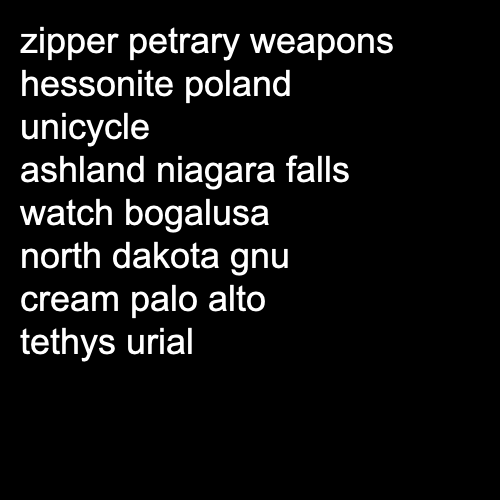 zipper petrary weapons
hessonite poland
unicycle
ashland niagara falls
watch bogalusa
north dakota gnu
cream palo alto
tethys urial